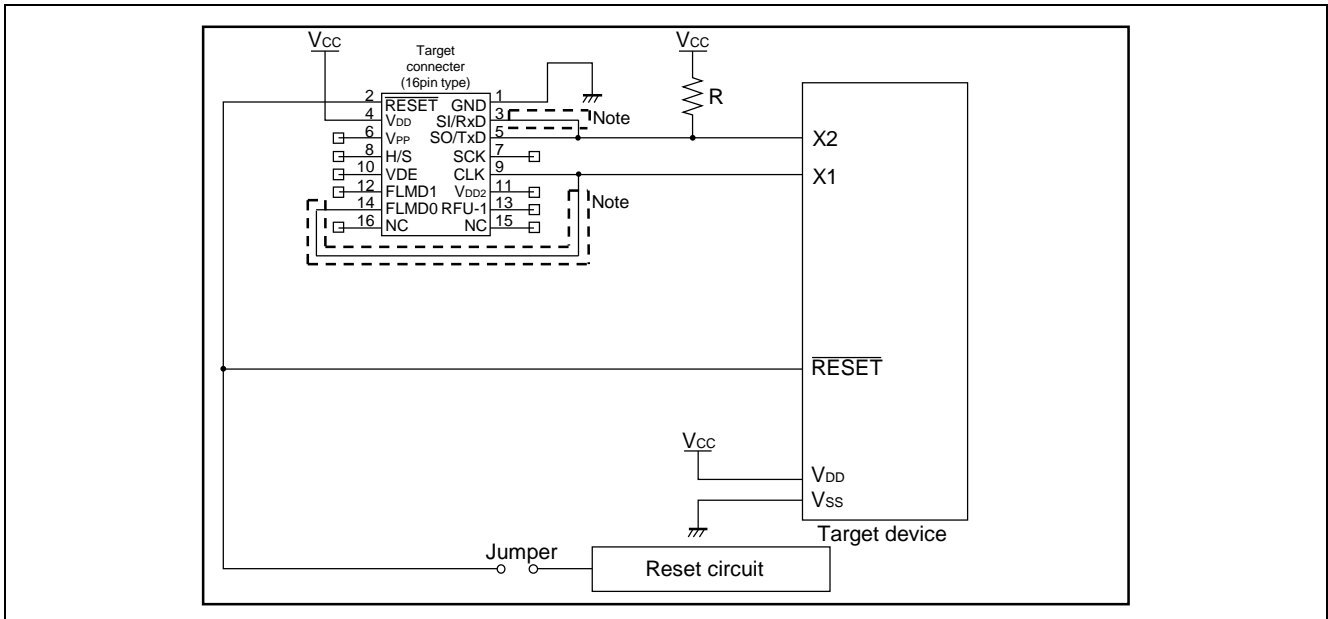 VCC
Target
connecter
(16pin type)
VCC
R
2 RESET GND 1
4 VDD SI/RxD 3 Note
6 VPP SO/TxD 5 X2
8 H/S SCK 7
10 VDE CLK 9 X1
12 FLMD1 VDD2 11
14 FLMD0 RFU-1 13 Note
16 NC NC 15
RESET
VCC
VDD
VSS
Target device
Jumper
Reset circuit